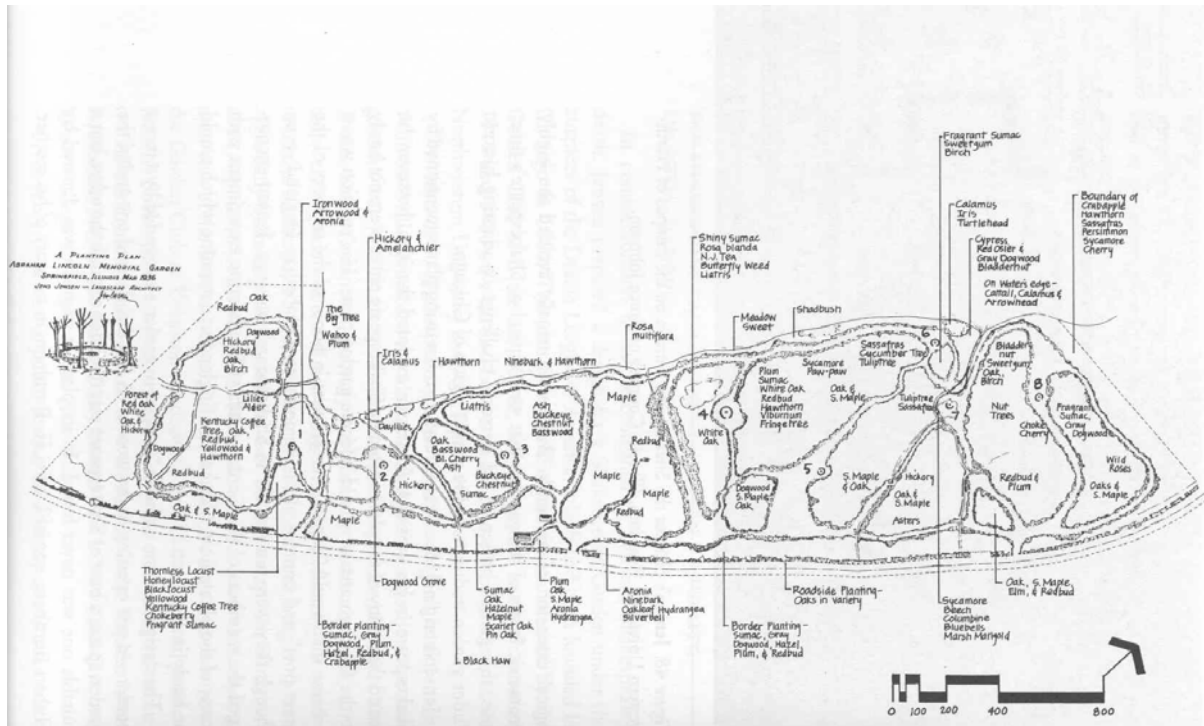 A PLANTING PLAN
ABRAHAM LINCOLN MEMORIAL GARDEN
SPRINGFIELD, ILLINOIS MAR 1936
JENS JENSEN — LANDSCAPE ARCHITECT
Ironwood
Arrowood &
Aronia
Hickory &
Amelanchier
Shiny Sumac
Rosa blanda
N.J. Tea
Butterfly Weed
Liatris
Fragrant Sumac
Sweetgum
Birch
Calamus
Iris
Turtlehead
Boundary of
Crabapple
Hawthorn
Sassafras
Persimmon
Sycamore
Cherry
Cypress
Red Osier &
Gray Dogwood
Bladdernut
On Water's edge-
Cattail, Calamus &
Arrowhead
Oak
Redbud
The
Big Tree
Wahoo &
Plum
Dogwood
Hickory
Redbud
Oak
Birch
Iris &
Calamus
Hawthorn
Ninebark & Hawthorn
Rosa
multiflora
Meadow
Sweet
Shadbush
Forest of
Red Oak
White
Oak &
Hickory
Lilies
Alder
Kentucky Coffee
Tree, Oak,
Redbud,
Yellowood &
Hawthorn
Dogwood
Redbud
Oak & S. Maple
1
2
Maple
Daylilies
Liatris
Oak
Basswood
Bl. Cherry
Ash
Hickory
Ash
Buckeye
Chestnut
Basswood
3
Buckeye
Chestnut
Sumac
Maple
Redbud
Maple
Maple
Redbud
4
White
Oak
Plum
Sumac
White Oak
Redbud
Hawthorn
Viburnum
Fringetree
Dogwood
S. Maple
Oak
Sycamore
Paw-paw
Sassafras
Cucumber Tree
Tuliptree
Oak &
S. Maple
5
S. Maple
& Oak
6
Tuliptree
Sassafras
7
Hickory
Oak &
S. Maple
Asters
Bladder
nut
Sweetgum
Oak,
Birch
Nut
Trees
8
Choke
Cherry
Fragrant
Sumac,
Gray
Dogwood
Wild
Roses
Redbud &
Plum
Oaks &
S. Maple
Thornless Locust
Honeylocust
Blacklocust
Yellowood
Kentucky Coffee Tree
Chokeberry
Fragrant Sumac
Border planting-
Sumac, Gray
Dogwood, Plum,
Hazel, Redbud, &
Crabapple
Dogwood Grove
Black Haw
Sumac
Oak
Hazelnut
Maple
Scarlet Oak
Pin Oak
Plum
Oak
S. Maple
Aronia
Hydrangea
Aronia
Ninebark
Oakleaf Hydrangea
Silverbell
Border Planting-
Sumac, Gray
Dogwood, Hazel,
Plum, & Redbud
Roadside Planting-
Oaks in variety
Sycamore
Beech
Columbine
Bluebells
Marsh Marigold
Oak, S. Maple,
Elm, & Redbud
0 100 200 400 800